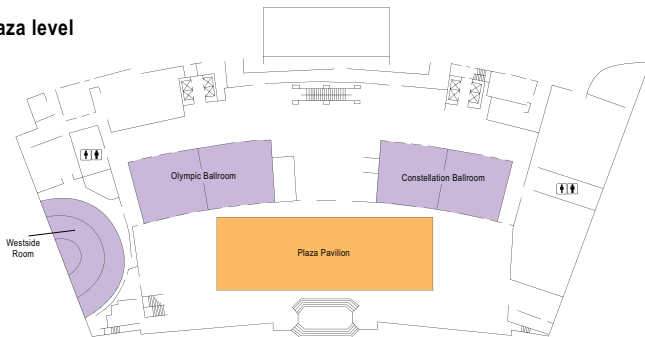 aza level
Olympic Ballroom
Constellation Ballroom
Westside
Room
Plaza Pavilion